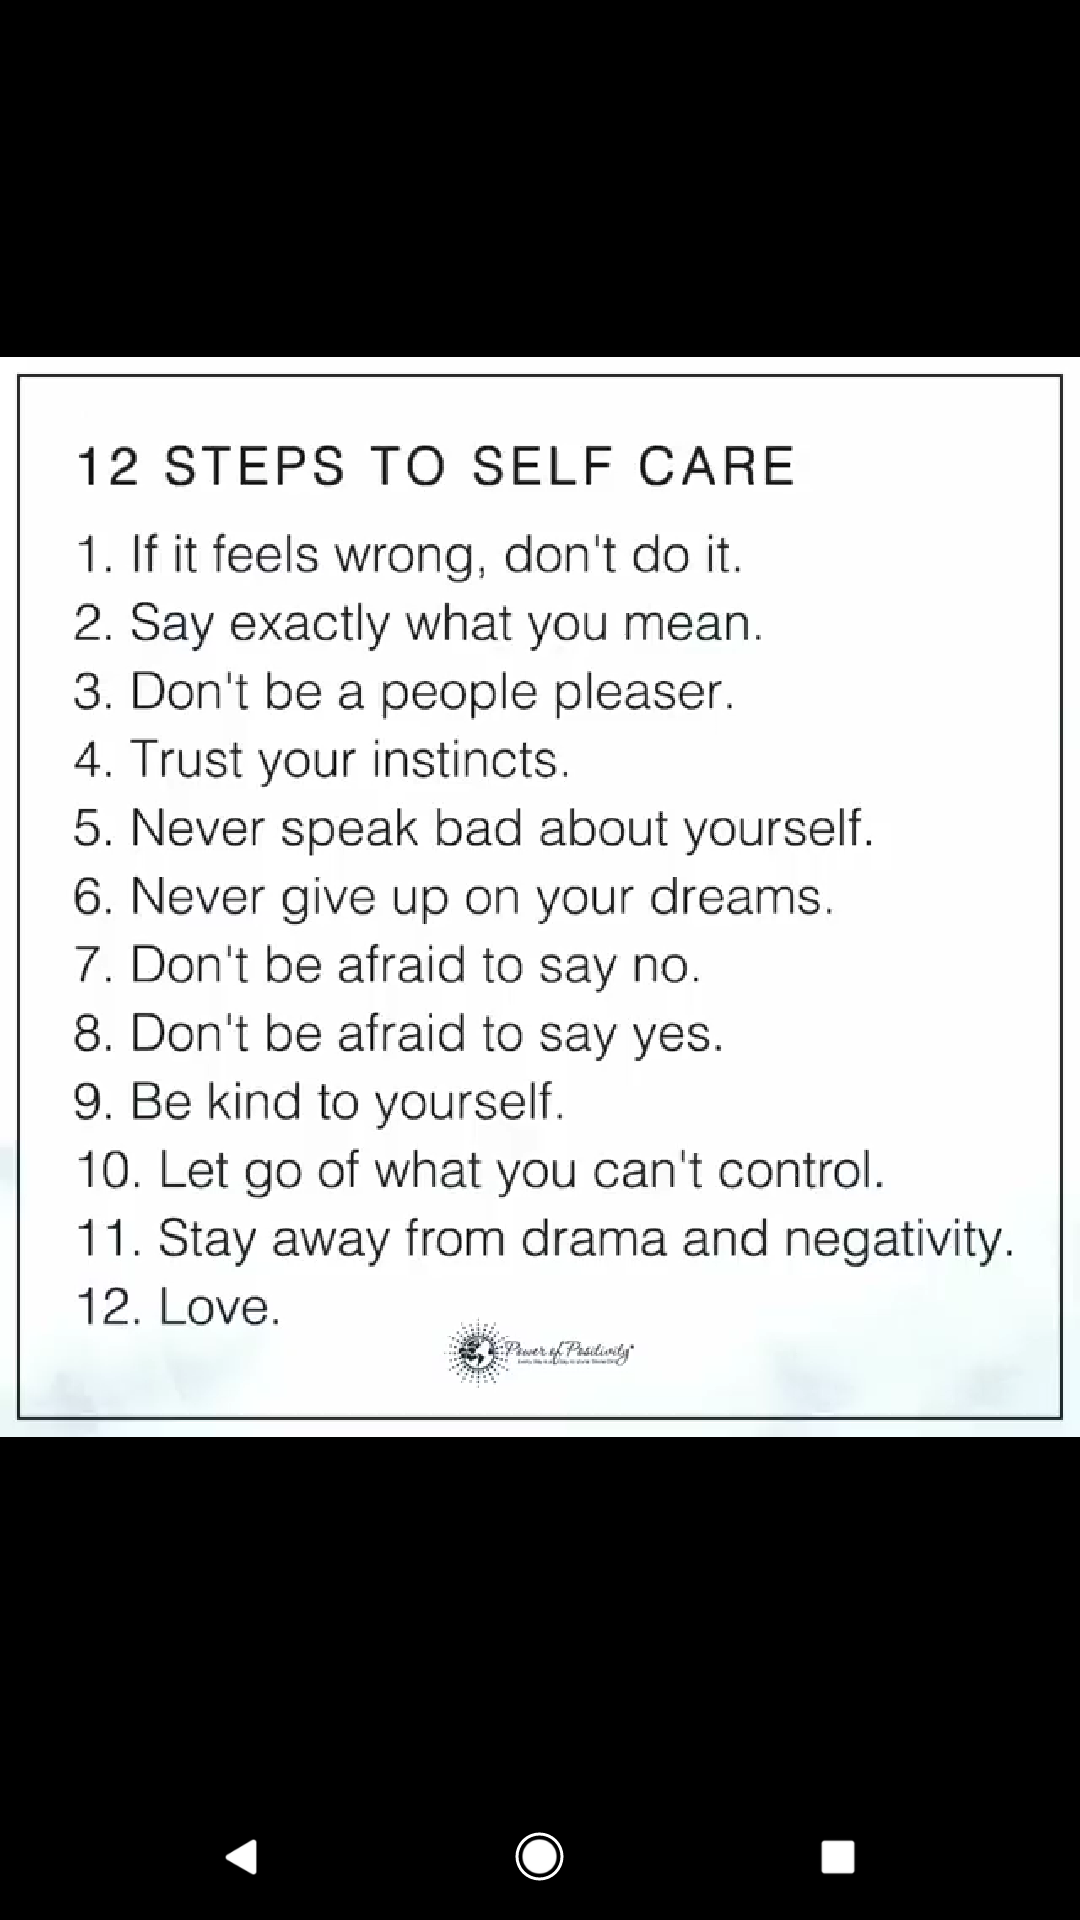 12 STEPS TO SELF CARE
1. If it feels wrong, don't do it.
2. Say exactly what you mean.
3. Don't be a people pleaser.
4. Trust your instincts.
5. Never speak bad about yourself.
6. Never give up on your dreams.
7. Don't be afraid to say no.
8. Don't be afraid to say yes.
9. Be kind to yourself.
10. Let go of what you can't control.
11. Stay away from drama and negativity.
12. Love.
Power of Positivity